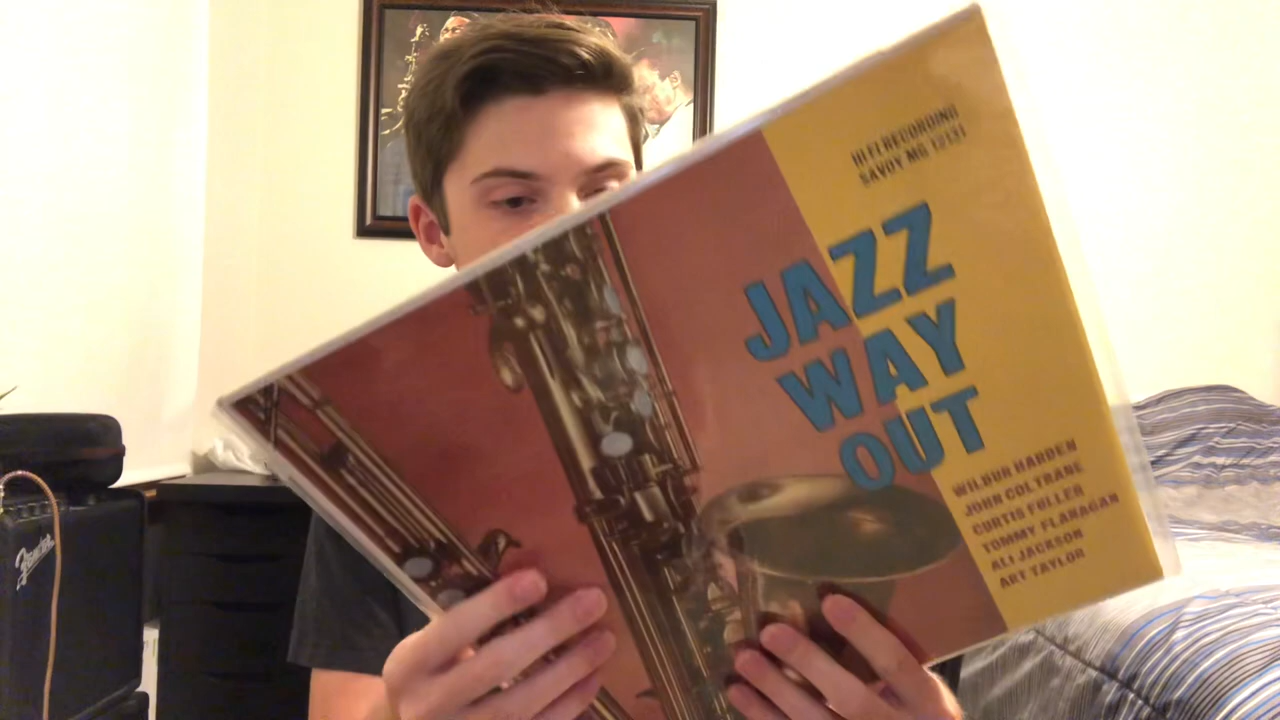 HI FI RECORDING
SAVOY MG 12131
JAZZ
WAY
OUT
WILBUR HARDEN
JOHN COLTRANE
CURTIS FULLER
TOMMY FLANAGAN
ALI JACKSON
ART TAYLOR
Fender